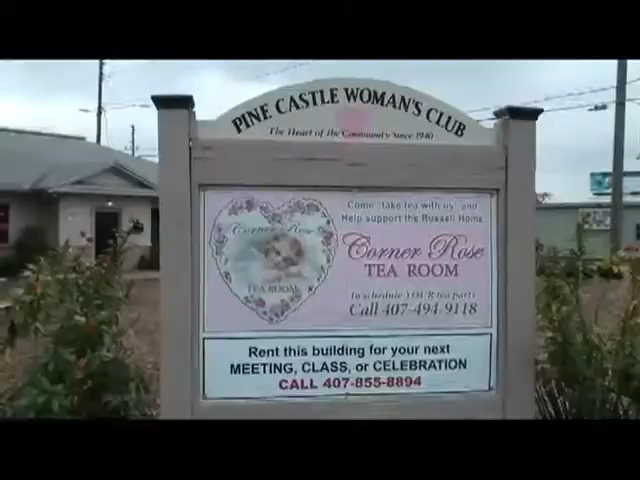 PINE CASTLE WOMAN'S CLUB
The Heart of the Community Since 1940
Come "take tea with us" and
Help support the Russell Home
Corner Rose
TEA ROOM
Corner Rose
TEA ROOM
To schedule YOUR tea party
Call 407-494-9118
Rent this building for your next
MEETING, CLASS, or CELEBRATION
CALL 407-855-8894